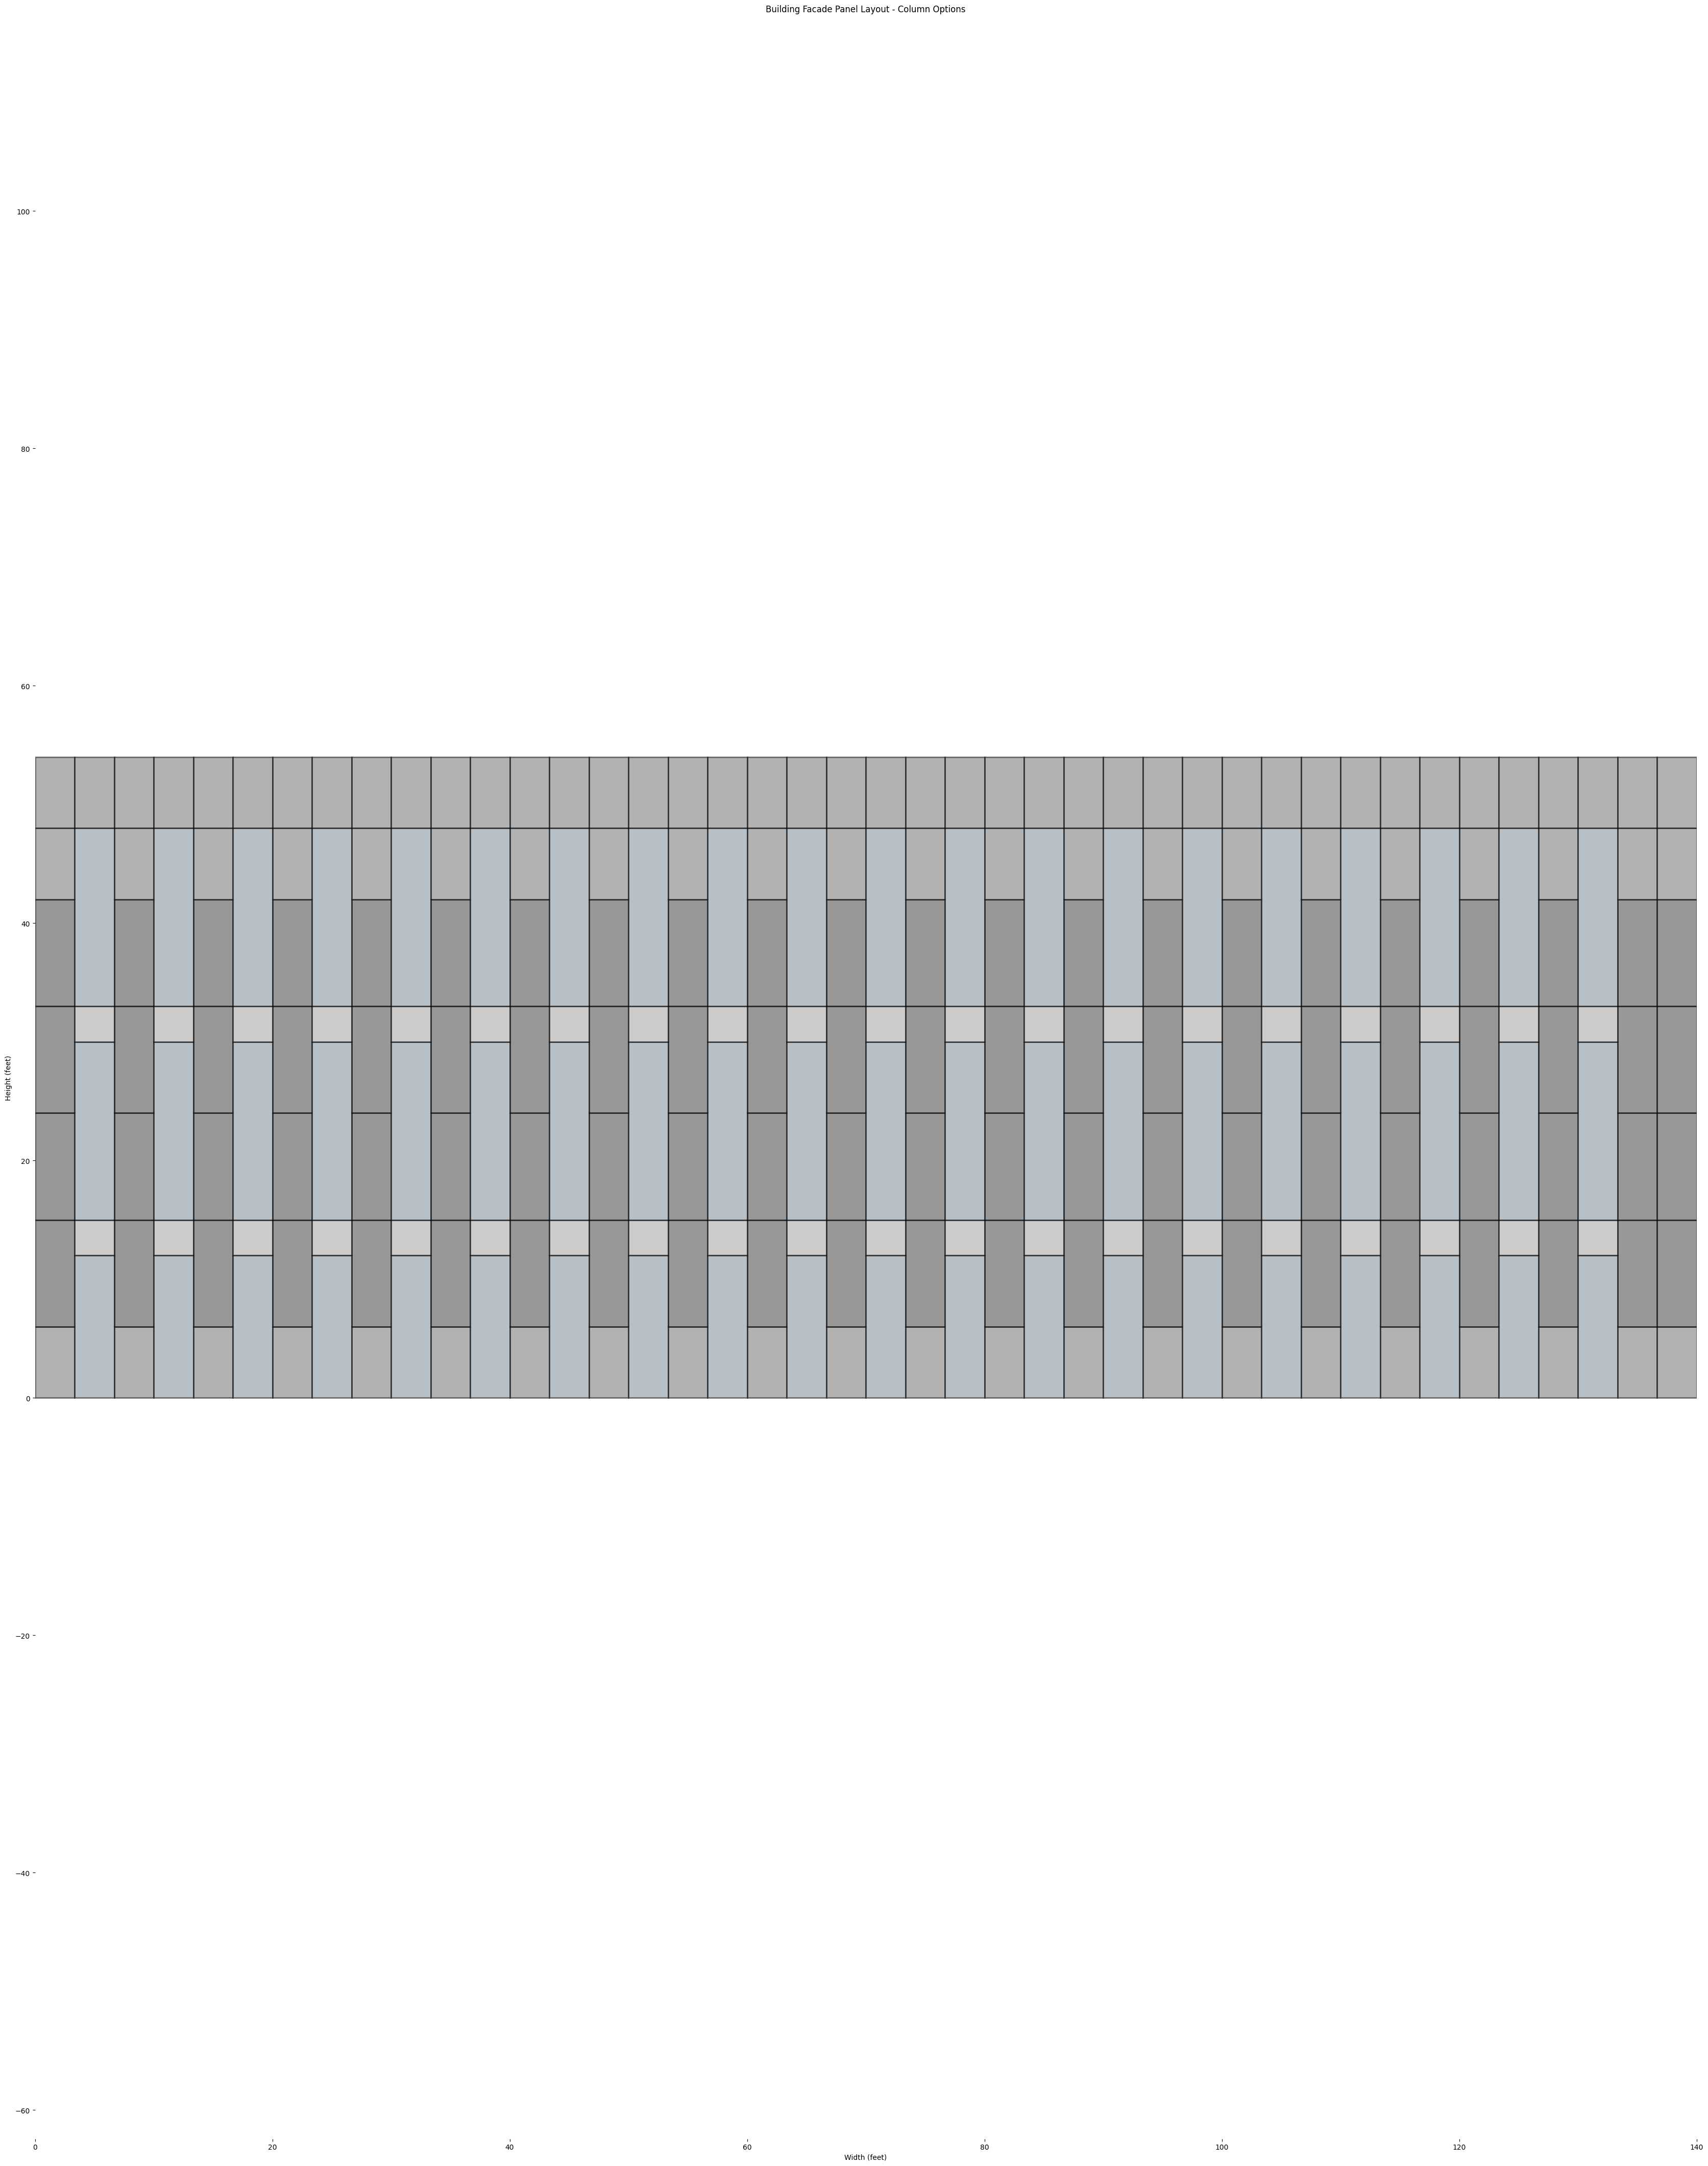 Building Facade Panel Layout - Column Options
100
80
60
40
20
0
−20
−40
−60
Height (feet)
0 20 40 60 80 100 120 140
Width (feet)